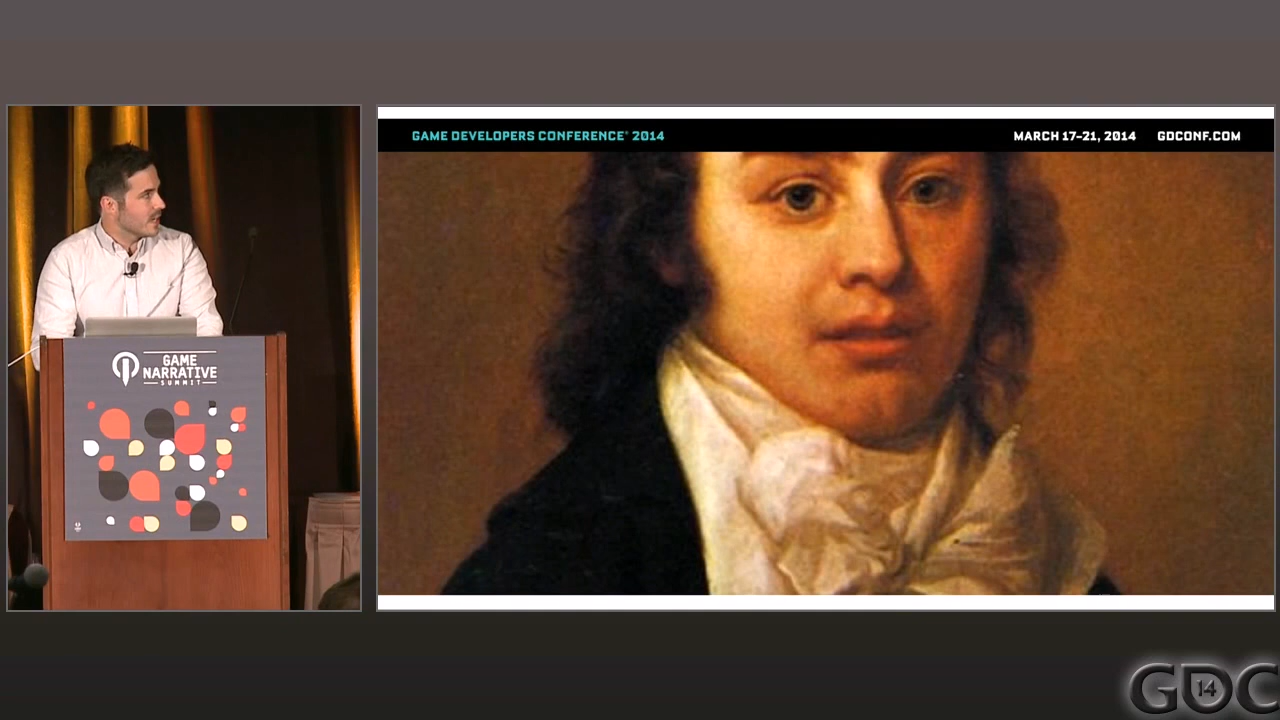 GAME DEVELOPERS CONFERENCE® 2014
MARCH 17–21, 2014 GDCONF.COM
GAME
NARRATIVE
SUMMIT
GDC
14